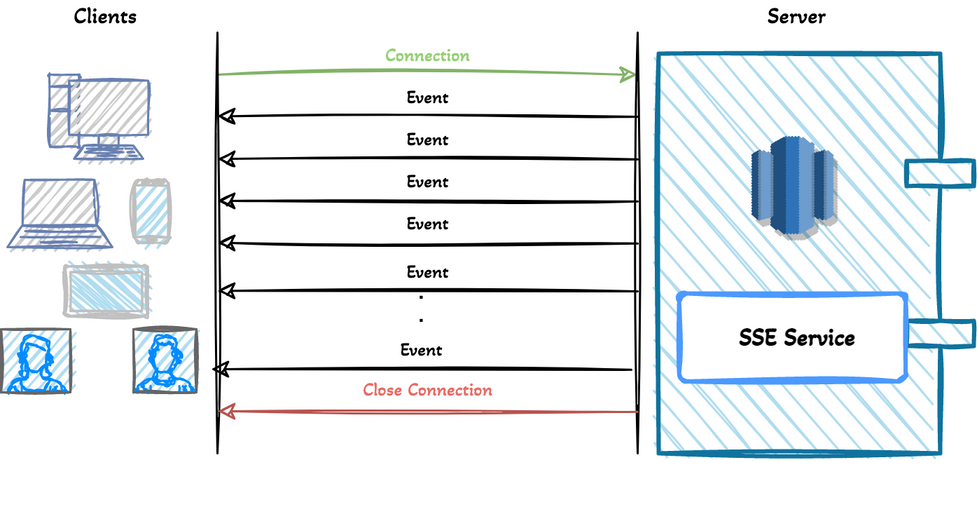 Clients
Server
Connection
Event
Event
Event
Event
Event
.
.
Event
Close Connection
SSE Service